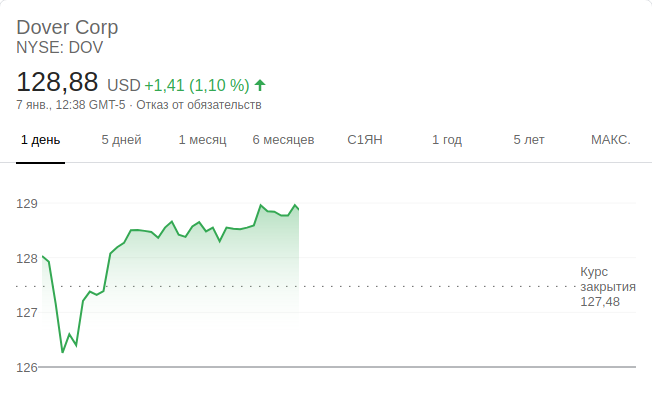 Dover Corp
NYSE: DOV
128,88 USD +1,41 (1,10 %)
7 янв., 12:38 GMT-5 · Отказ от обязательств
1 день 5 дней 1 месяц 6 месяцев С1ЯН 1 год 5 лет МАКС.
129
128
Курс
закрытия
127,48
127
126